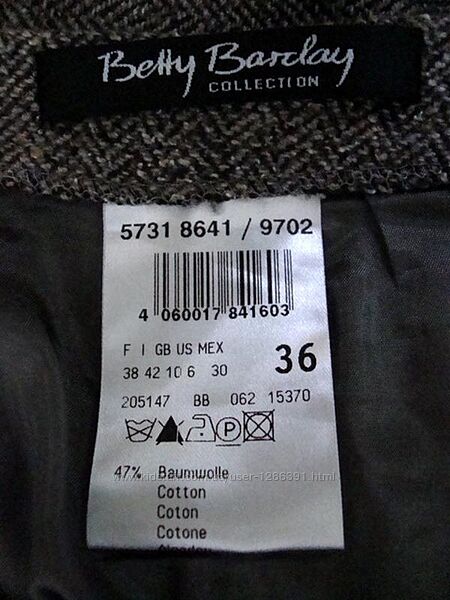 Betty Barclay
COLLECTION
5731 8641 / 9702
4 060017 841603
F I GB US MEX
38 42 10 6 30
36
205147 BB 062 15370
P
47% Baumwolle
Cotton
Coton
Cotone